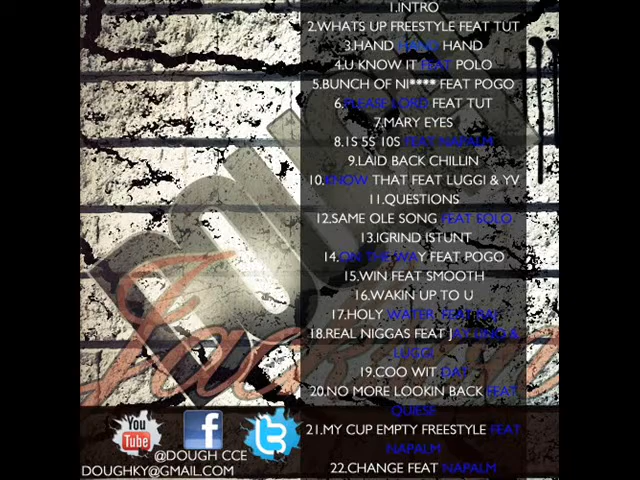 1.INTRO
2.WHATS UP FREESTYLE FEAT TUT
3.HAND HAND HAND
4.U KNOW IT FEAT POLO
5.BUNCH OF NI**** FEAT POGO
6.PLEASE LORD FEAT TUT
7.MARY EYES
8.1S 5S 10S FEAT NAPALM
9.LAID BACK CHILLIN
10.KNOW THAT FEAT LUGGI & YV
11.QUESTIONS
12.SAME OLE SONG FEAT
13.IGRIND ISTUNT
14.ON THE WAY FEAT POGO
15.WIN FEAT SMOOTH
16.WAKIN UP TO U
17.HOLY WATER FEAT
18.REAL NIGGAS FEAT &
LUGGI
19.COO WIT DAT
20.NO MORE LOOKIN BACK FEAT
QUIESE
21.MY CUP EMPTY FREESTYLE FEAT
NAPALM
22.CHANGE FEAT NAPALM
You
Tube
@DOUGH CCE
DOUGHKY@GMAIL.COM